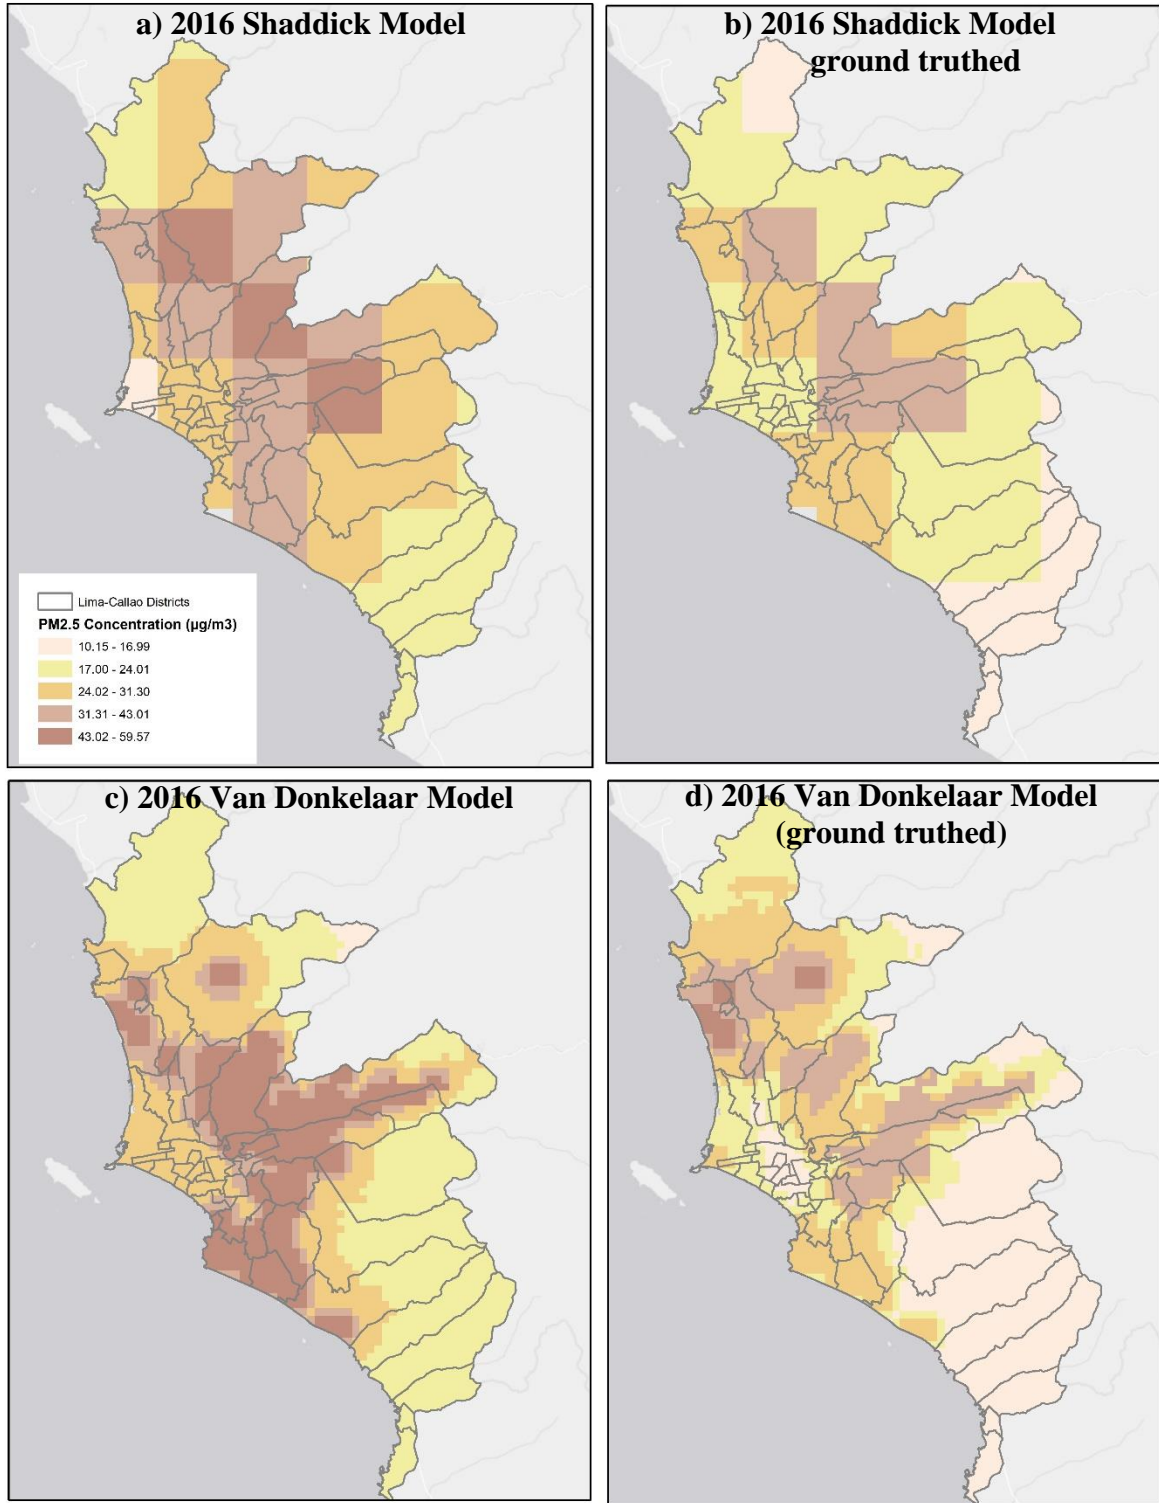 a) 2016 Shaddick Model
b) 2016 Shaddick Model
ground truthed
Lima-Callao Districts
PM2.5 Concentration (µg/m3)
10.15 - 16.99
17.00 - 24.01
24.02 - 31.30
31.31 - 43.01
43.02 - 59.57
c) 2016 Van Donkelaar Model
d) 2016 Van Donkelaar Model
(ground truthed)